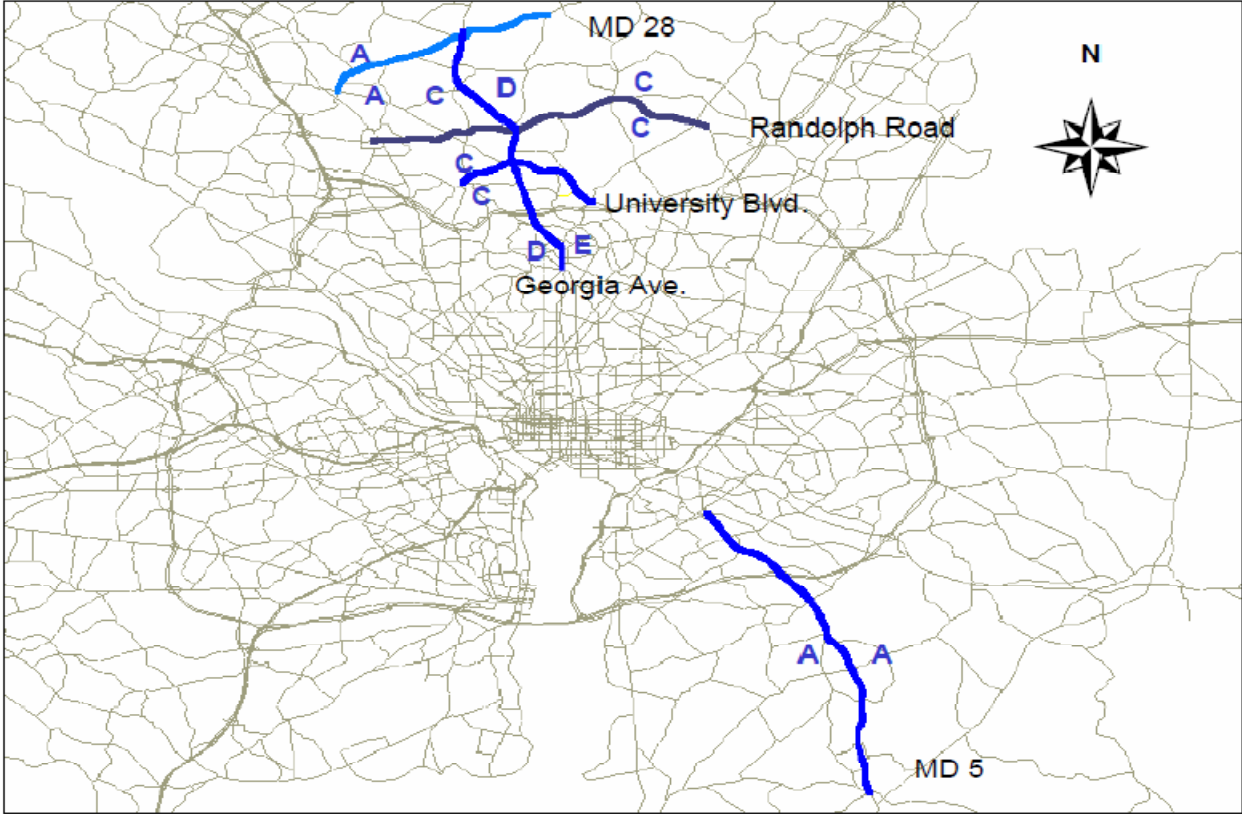 MD 28
N
A
A
C
D
C
C
Randolph Road
C
C
University Blvd.
D
E
Georgia Ave.
A
A
MD 5